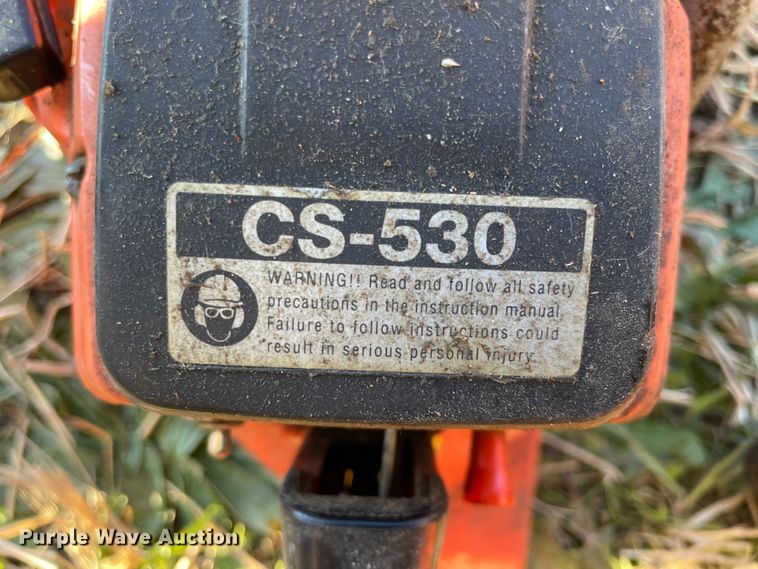 CS-530
WARNING!! Read and follow all safety
precautions in the instruction manual.
Failure to follow instructions could
result in serious personal injury.
Purple Wave Auction